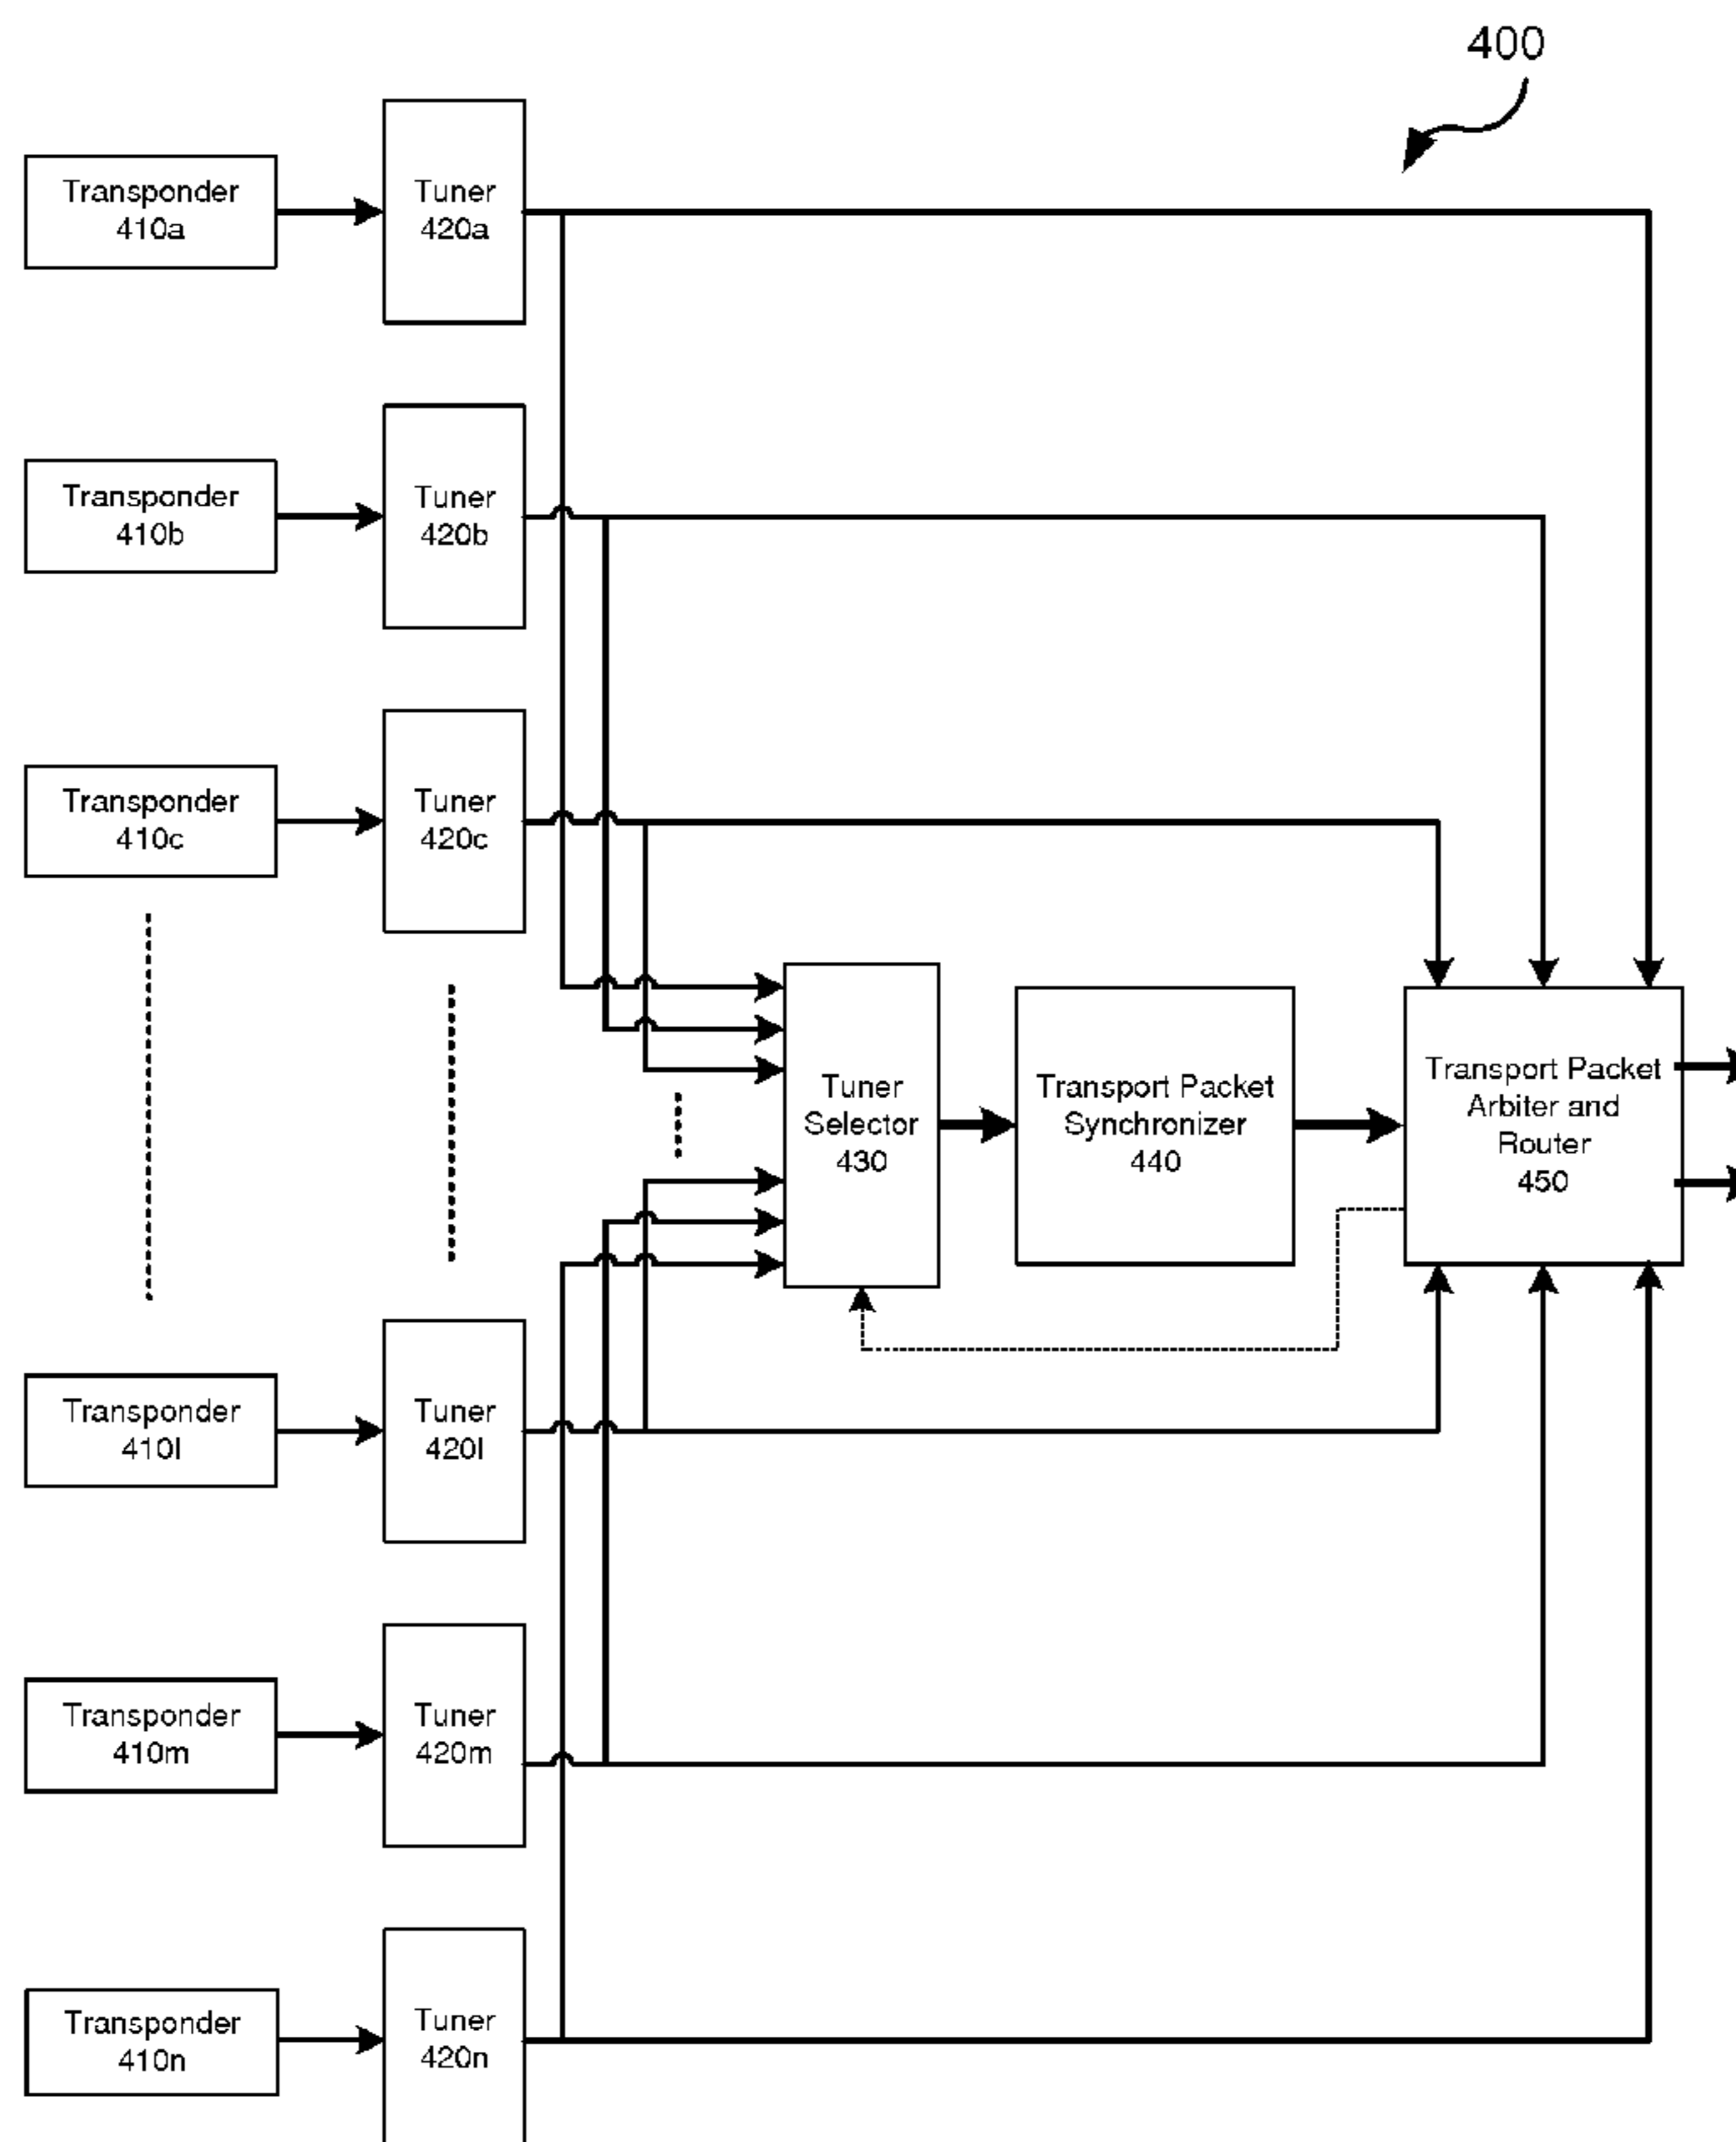 400
Transponder
410a
Tuner
420a
Transponder
410b
Tuner
420b
Transponder
410c
Tuner
420c
Tuner
Selector
430
Transport Packet
Synchronizer
440
Transport Packet
Arbiter and
Router
450
Transponder
410l
Tuner
420l
Transponder
410m
Tuner
420m
Transponder
410n
Tuner
420n